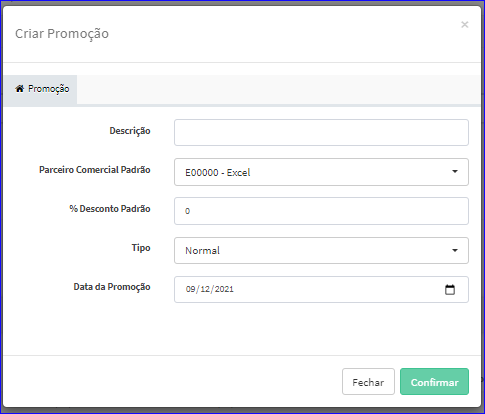 Criar Promoção
×
Promoção
Descrição
Parceiro Comercial Padrão
E00000 - Excel
% Desconto Padrão
0
Tipo
Normal
Data da Promoção
09/12/2021
Fechar
Confirmar